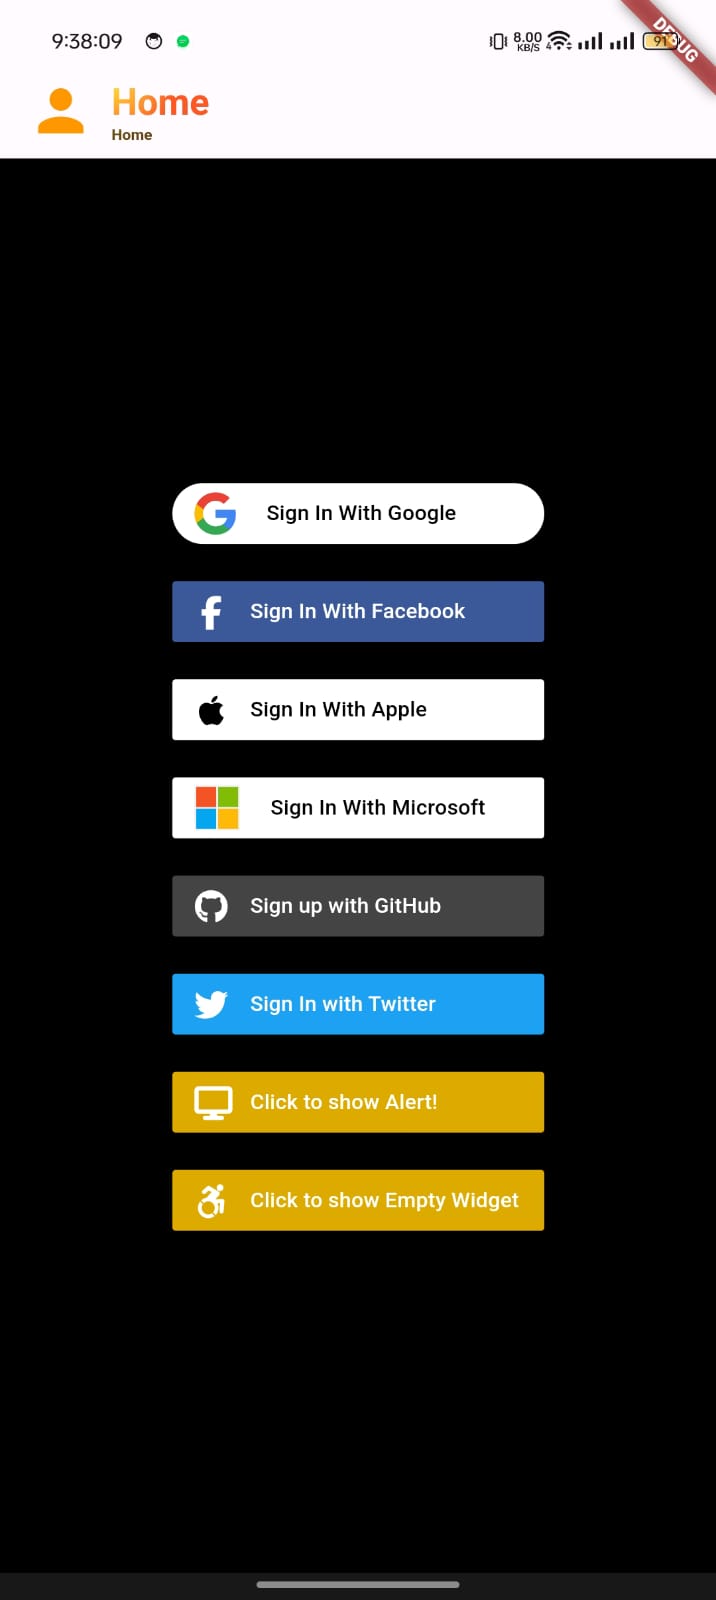 9:38:09 8.00 KB/S 4 91
DEBUG
Home
Home
Sign In With Google
Sign In With Facebook
Sign In With Apple
Sign In With Microsoft
Sign up with GitHub
Sign In with Twitter
Click to show Alert!
Click to show Empty Widget